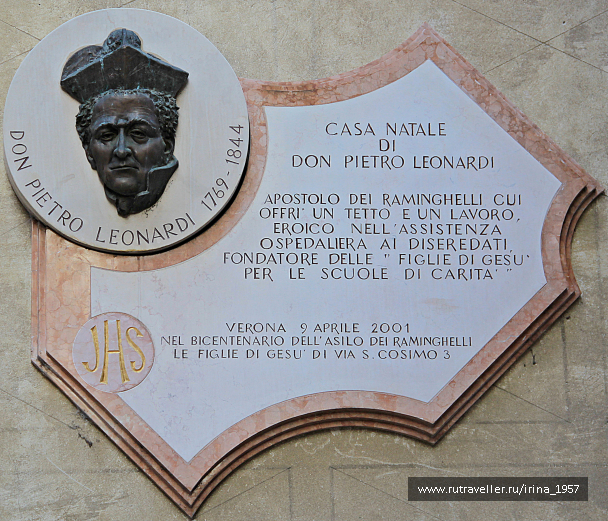 DON PIETRO LEONARDI 1769-1844
CASA NATALE
DI
DON PIETRO LEONARDI
APOSTOLO DEI RAMINGHELLI CUI
OFFRI' UN TETTO E UN LAVORO,
EROICO NELL'ASSISTENZA
OSPEDALIERA AI DISEREDATI,
FONDATORE DELLE "FIGLIE DI GESU'
PER LE SCUOLE DI CARITA'"
VERONA 9 APRILE 2001
NEL BICENTENARIO DELL'ASILO DEI RAMINGHELLI
LE FIGLIE DI GESU' DI VIA S. COSIMO 3
JHS
www.rutraveller.ru/irina_1957